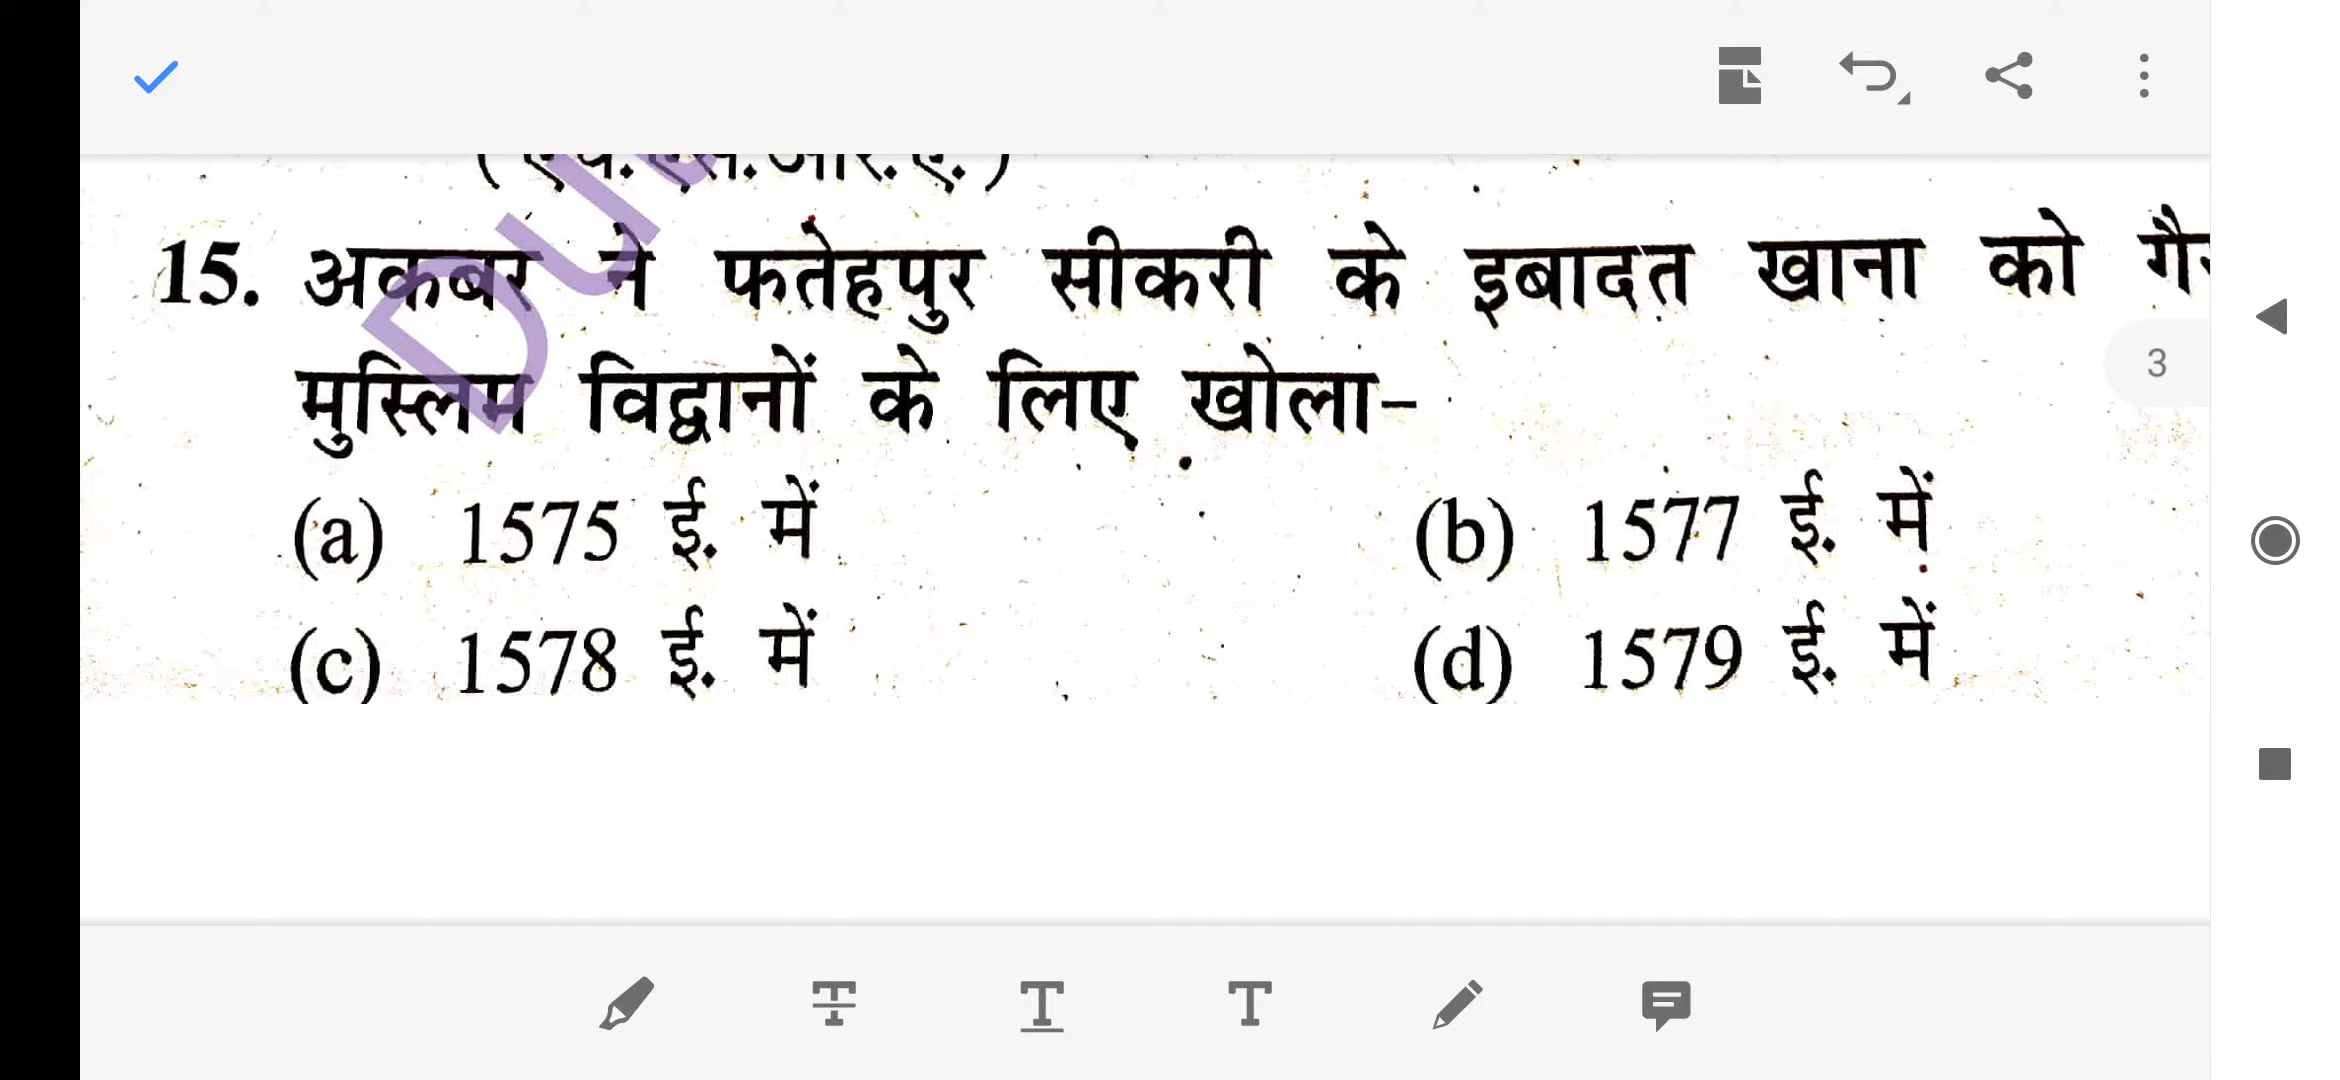 15. अकबर ने फतेहपुर सीकरी के इबादत खाना को
मुस्लिम विद्वानों के लिए खोला-
(a) 1575 ई. में (b) 1577 ई. में
(c) 1578 ई. में (d) 1579 ई. में
3